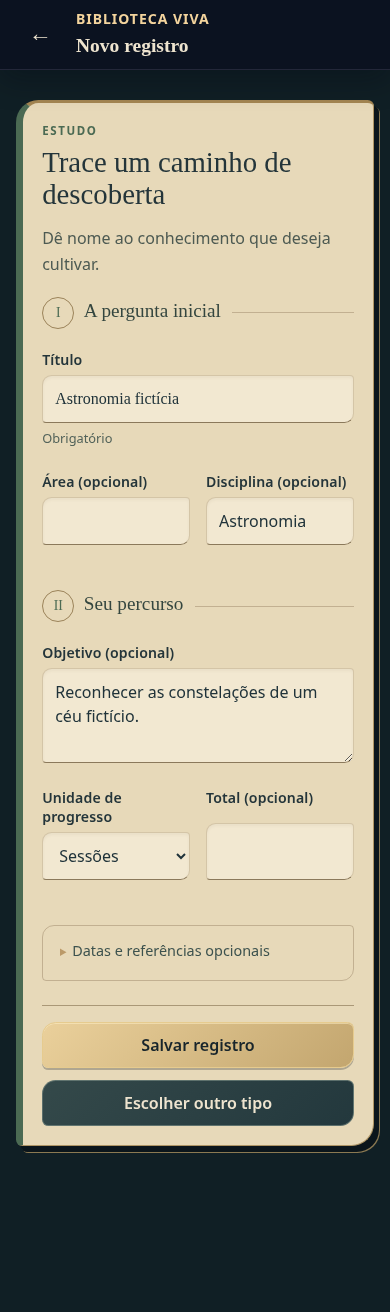 BIBLIOTECA VIVA
← Novo registro
ESTUDO
Trace um caminho de
descoberta
Dê nome ao conhecimento que deseja
cultivar.
I A pergunta inicial
Título
Astronomia fictícia
Obrigatório
Área (opcional) Disciplina (opcional)
Astronomia
II Seu percurso
Objetivo (opcional)
Reconhecer as constelações de um
céu fictício.
Unidade de
progresso
Total (opcional)
Sessões
▸ Datas e referências opcionais
Salvar registro
Escolher outro tipo